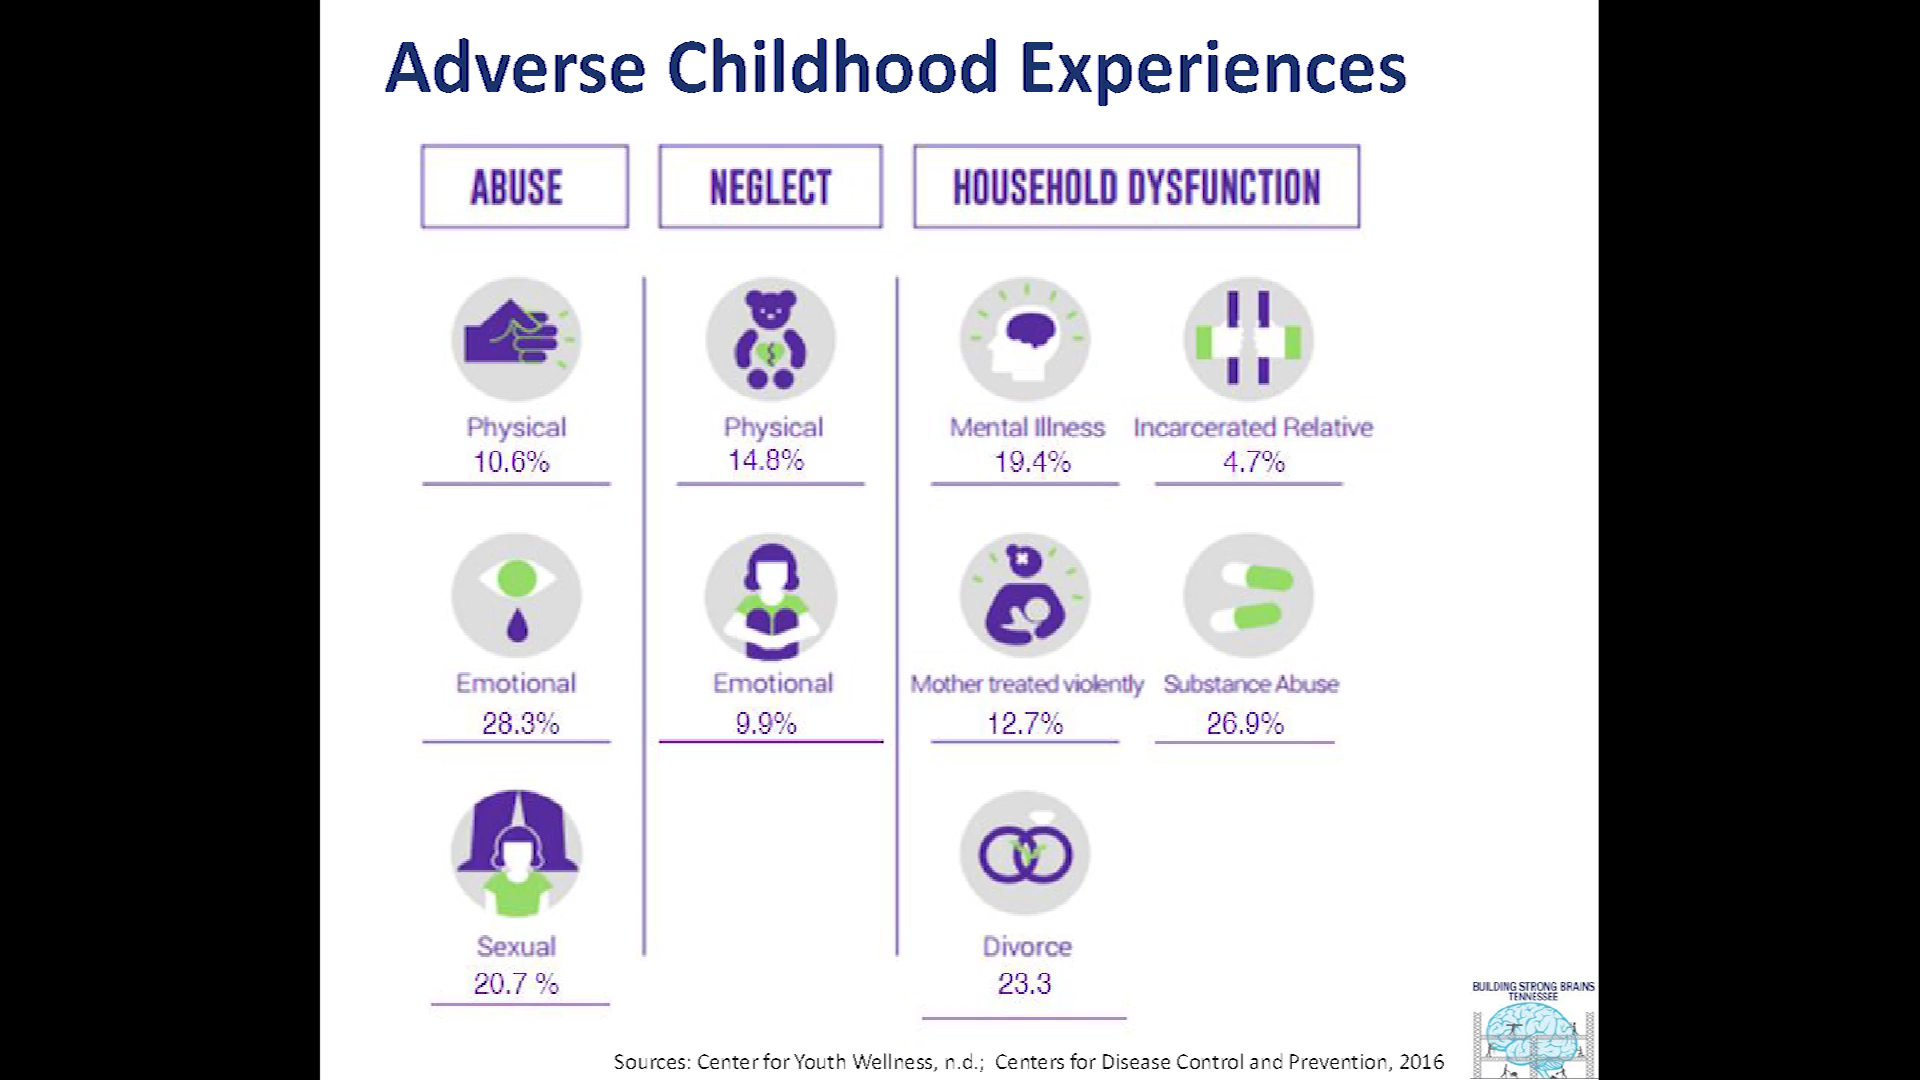 Adverse Childhood Experiences
ABUSE
NEGLECT
HOUSEHOLD DYSFUNCTION
Physical
10.6%
Physical
14.8%
Mental Illness
19.4%
Incarcerated Relative
4.7%
Emotional
28.3%
Emotional
9.9%
Mother treated violently
12.7%
Substance Abuse
26.9%
Sexual
20.7 %
Divorce
23.3
BUILDING STRONG BRAINS
TENNESSEE
Sources: Center for Youth Wellness, n.d.; Centers for Disease Control and Prevention, 2016